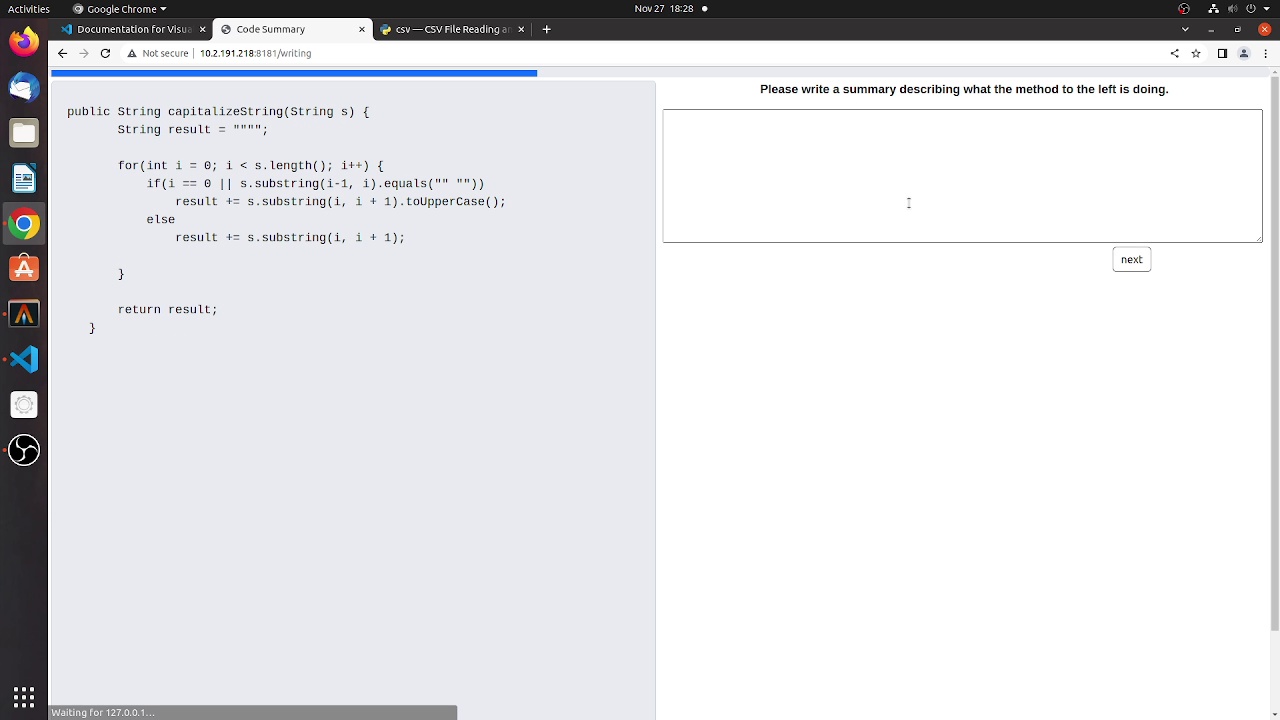 Activities
Google Chrome
Nov 27 18:28
Documentation for Visua
Code Summary
csv — CSV File Reading a
Not secure
10.2.191.218:8181/writing
public String capitalizeString(String s) {
String result = """";
for(int i = 0; i < s.length(); i++) {
if(i == 0 || s.substring(i-1, i).equals("" ""))
result += s.substring(i, i + 1).toUpperCase();
else
result += s.substring(i, i + 1);
}
return result;
}
Please write a summary describing what the method to the left is doing.
next
Waiting for 127.0.0.1...